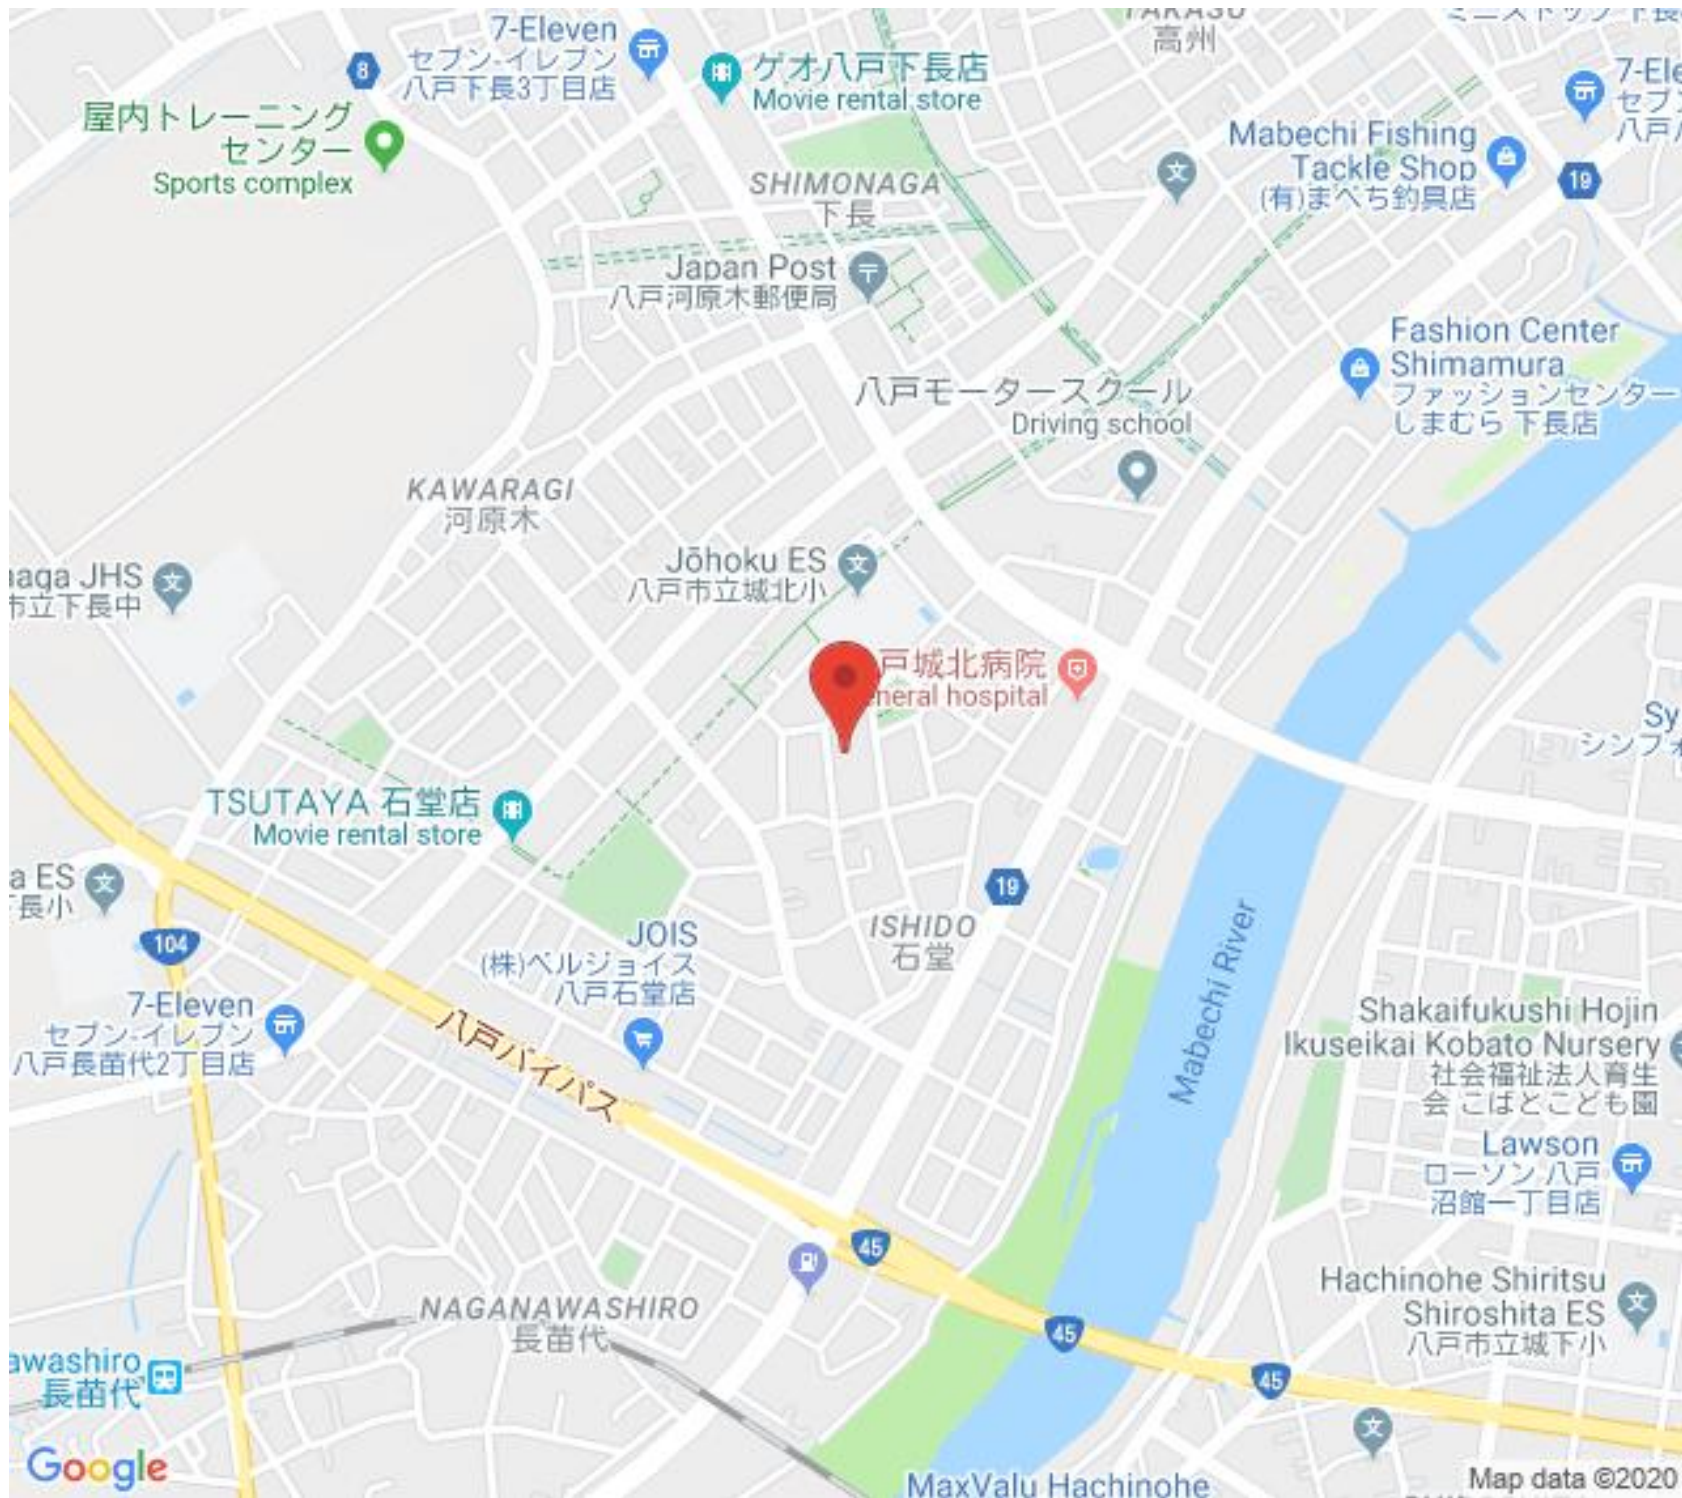 TAKASU
高州
7-Eleven
セブン-イレブン
八戸下長3丁目店
8
ゲオ八戸下長店
Movie rental store
7-Ele
セブン
八戸
屋内トレーニング
センター
Sports complex
Mabechi Fishing
Tackle Shop
(有)まべち釣具店
文
19
SHIMONAGA
下長
Japan Post
八戸河原木郵便局
Fashion Center
Shimamura
ファッションセンター
しまむら 下長店
八戸モータースクール
Driving school
KAWARAGI
河原木
Jōhoku ES
八戸市立城北小
文
aga JHS
市立下長中
文
戸城北病院
neral hospital
Sy
シンフォ
TSUTAYA 石堂店
Movie rental store
a ES
下長小
文
19
ISHIDO
石堂
JOIS
(株)ベルジョイス
八戸石堂店
104
7-Eleven
セブン-イレブン
八戸長苗代2丁目店
八戸バイパス
Mabechi River
Shakaifukushi Hojin
Ikuseikai Kobato Nursery
社会福祉法人育生
会 こばとこども園
Lawson
ローソン 八戸
沼館一丁目店
45
NAGANAWASHIRO
長苗代
Hachinohe Shiritsu
Shiroshita ES
八戸市立城下小
文
45
45
awashiro
長苗代
文
Google
MaxValu Hachinohe
Map data ©2020